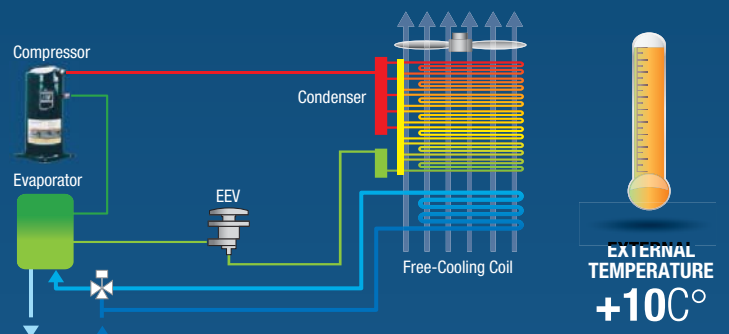 Compressor
Condenser
Evaporator
EEV
Free-Cooling Coil
EXTERNAL
TEMPERATURE
+10C°